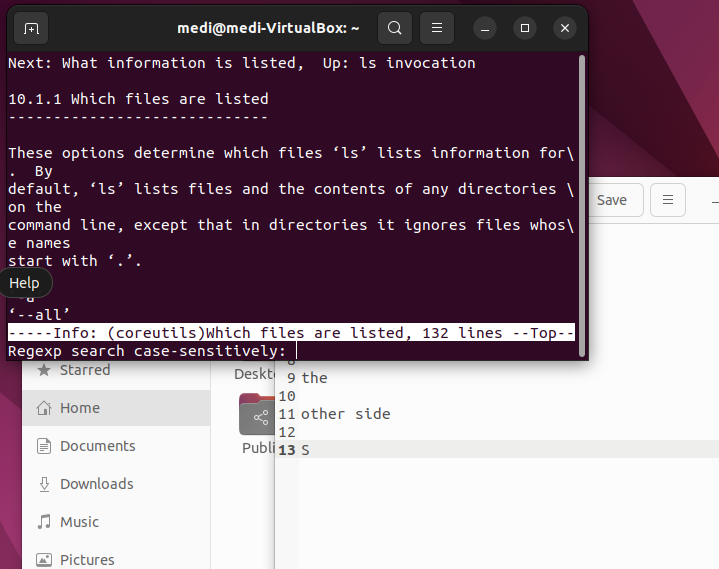 medi@medi-VirtualBox: ~
Next: What information is listed,  Up: ls invocation
10.1.1 Which files are listed
-----------------------------
These options determine which files ‘ls’ lists information for\
.  By
default, ‘ls’ lists files and the contents of any directories \
on the
command line, except that in directories it ignores files whos\
e names
start with ‘.’.
Help
‘--all’
-----Info: (coreutils)Which files are listed, 132 lines --Top--
Regexp search case-sensitively:
Save
Starred
Home
Documents
Downloads
Music
Pictures
Deskt
Publi
9 the
10
11 other side
12
13 S